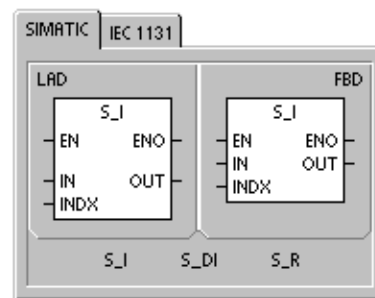 SIMATIC IEC 1131
LAD FBD
S_I S_I
EN ENO EN ENO
IN OUT IN OUT
INDX INDX
S_I S_DI S_R